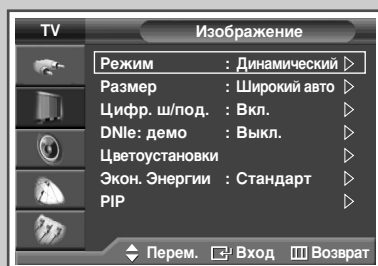 TV Изображение
Режим : Динамический
Размер : Широкий авто
Цифр. ш/под. : Вкл.
DNIe: демо : Выкл.
Цветоустановки
Экон. Энергии : Стандарт
PIP
Перем. Вход Возврат